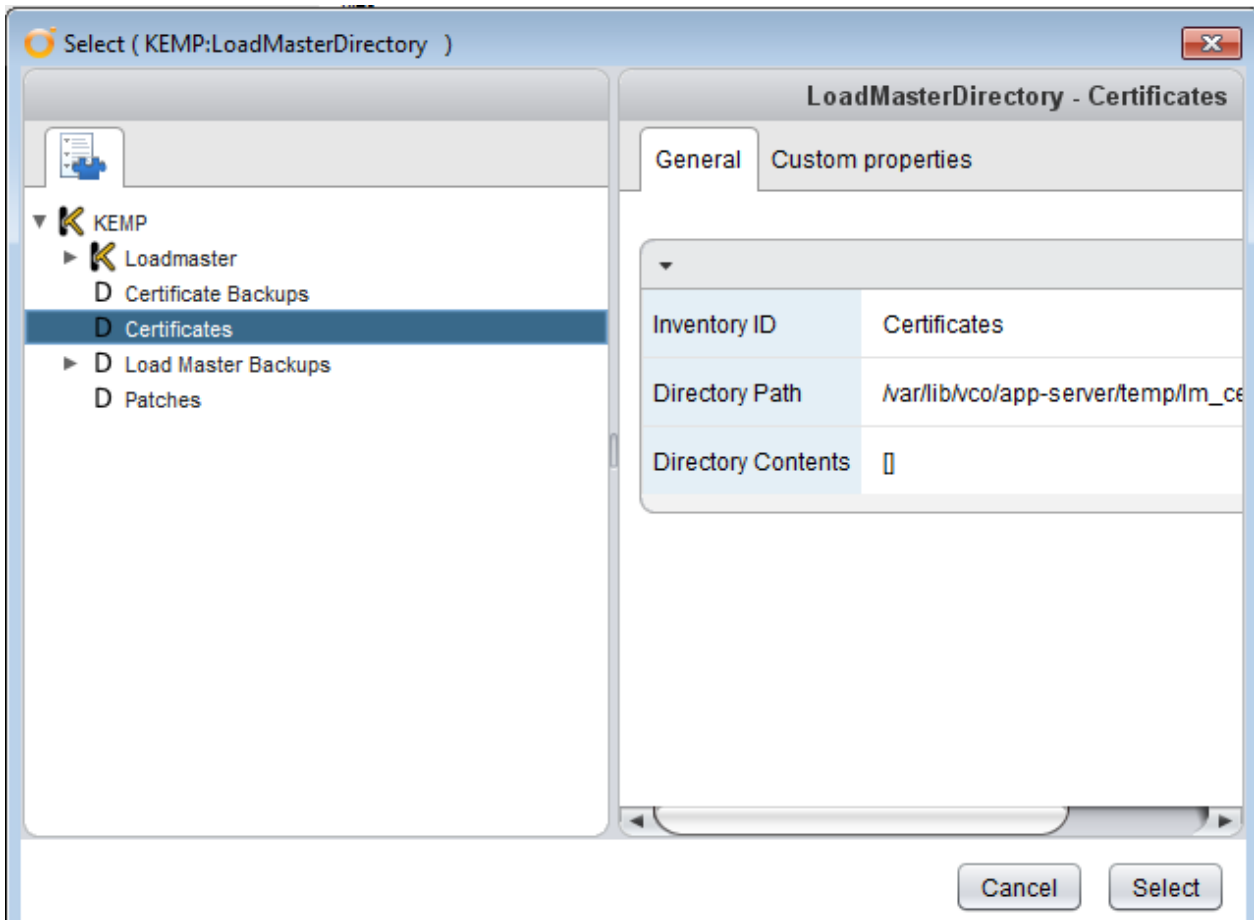 Select ( KEMP:LoadMasterDirectory )
LoadMasterDirectory - Certificates
General Custom properties
KEMP
Loadmaster
D Certificate Backups
D Certificates
D Load Master Backups
D Patches
Inventory ID Certificates
Directory Path /var/lib/vco/app-server/temp/lm_ce
Directory Contents []
Cancel Select